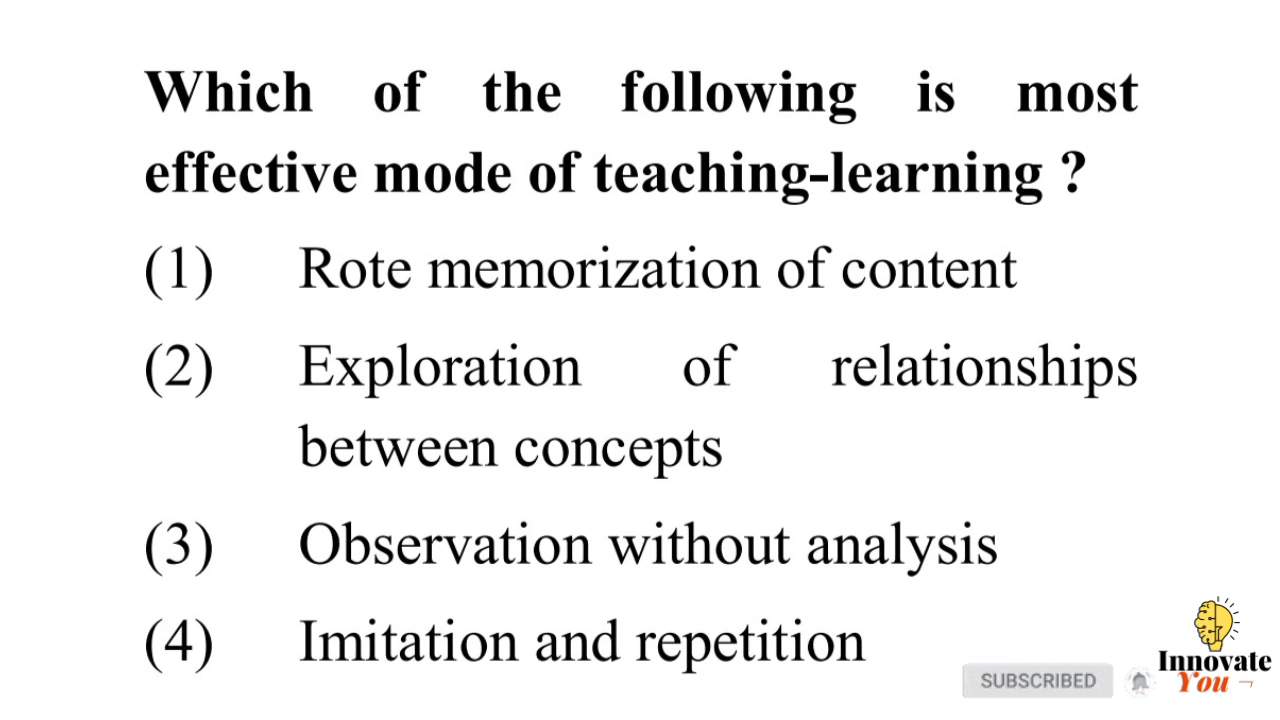 Which of the following is most
effective mode of teaching-learning ?
(1) Rote memorization of content
(2) Exploration of relationships
between concepts
(3) Observation without analysis
(4) Imitation and repetition
SUBSCRIBED
Innovate
You